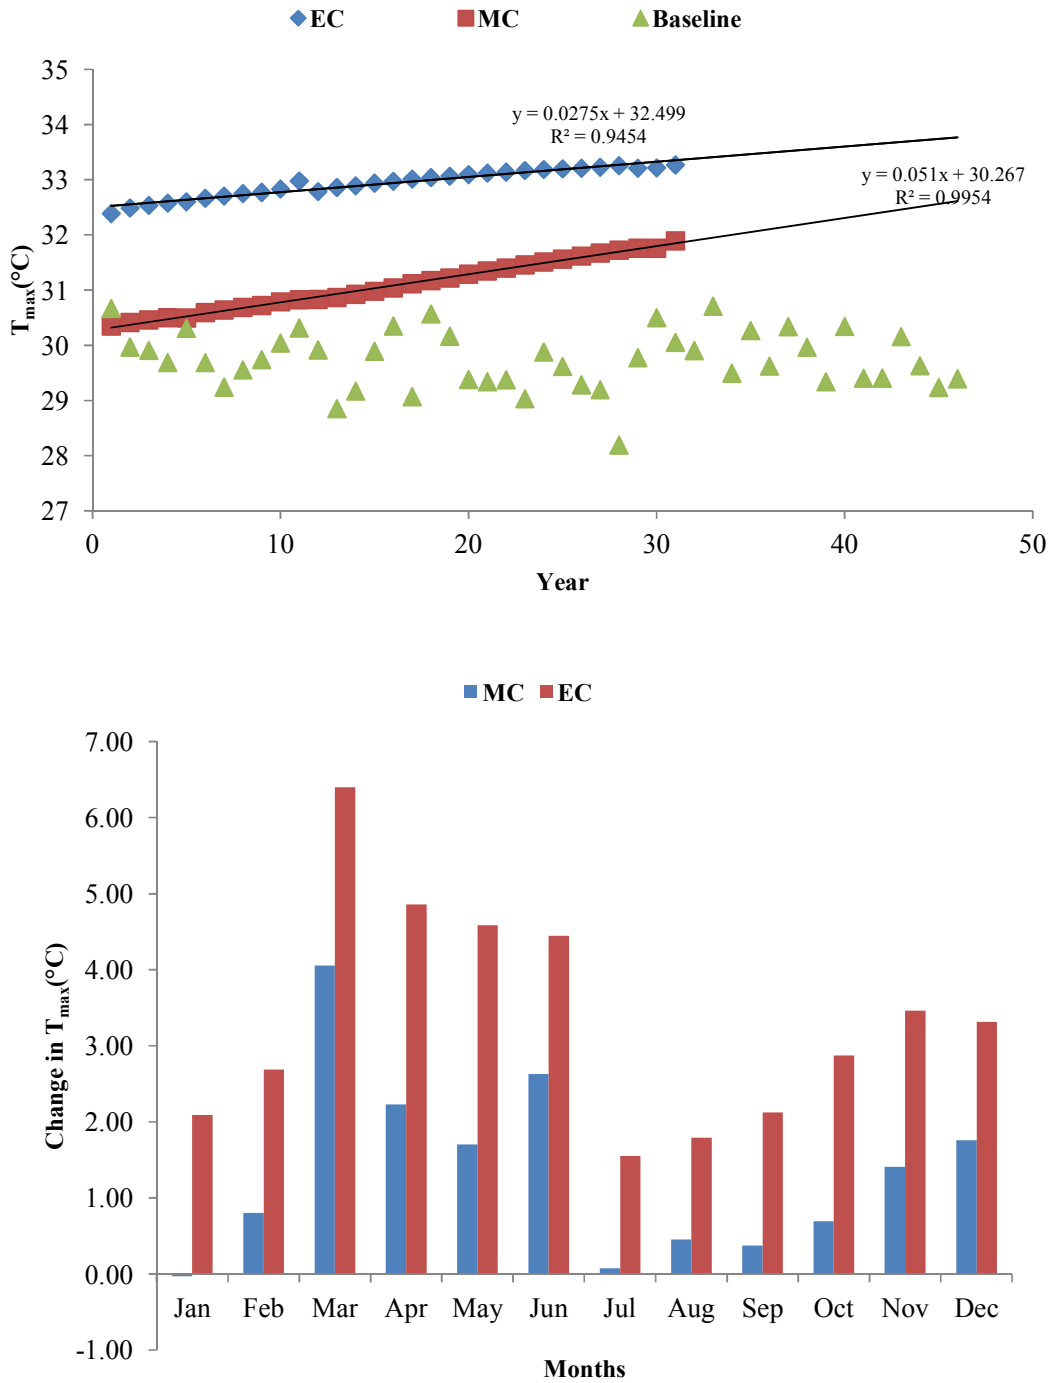 EC MC Baseline
35
34
33
32
31
30
29
28
27
y = 0.0275x + 32.499
R² = 0.9454
y = 0.051x + 30.267
R² = 0.9954
Tmax(°C)
0 10 20 30 40 50
Year
MC EC
7.00
6.00
5.00
4.00
3.00
2.00
1.00
0.00
-1.00
Change in Tmax(°C)
Jan Feb Mar Apr May Jun Jul Aug Sep Oct Nov Dec
Months